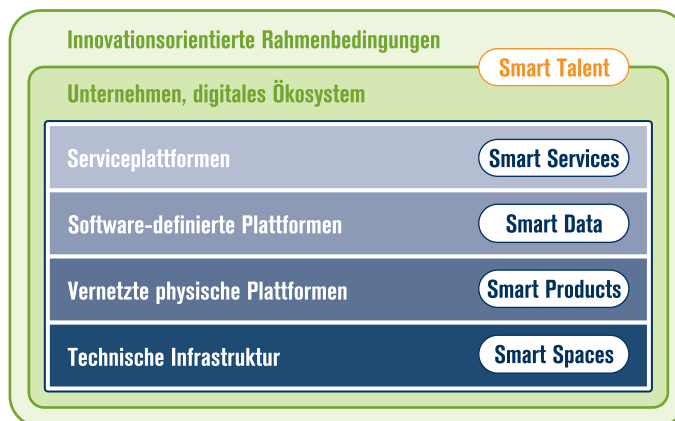 Innovationsorientierte Rahmenbedingungen
Smart Talent
Unternehmen, digitales Ökosystem
Serviceplattformen
Smart Services
Software-definierte Plattformen
Smart Data
Vernetzte physische Plattformen
Smart Products
Technische Infrastruktur
Smart Spaces